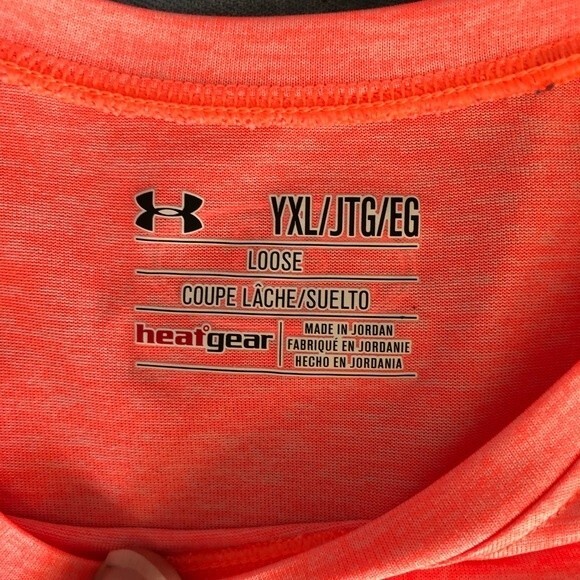 YXL/JTG/EG
LOOSE
COUPE LÂCHE/SUELTO
heatgear
MADE IN JORDAN
FABRIQUÉ EN JORDANIE
HECHO EN JORDANIA